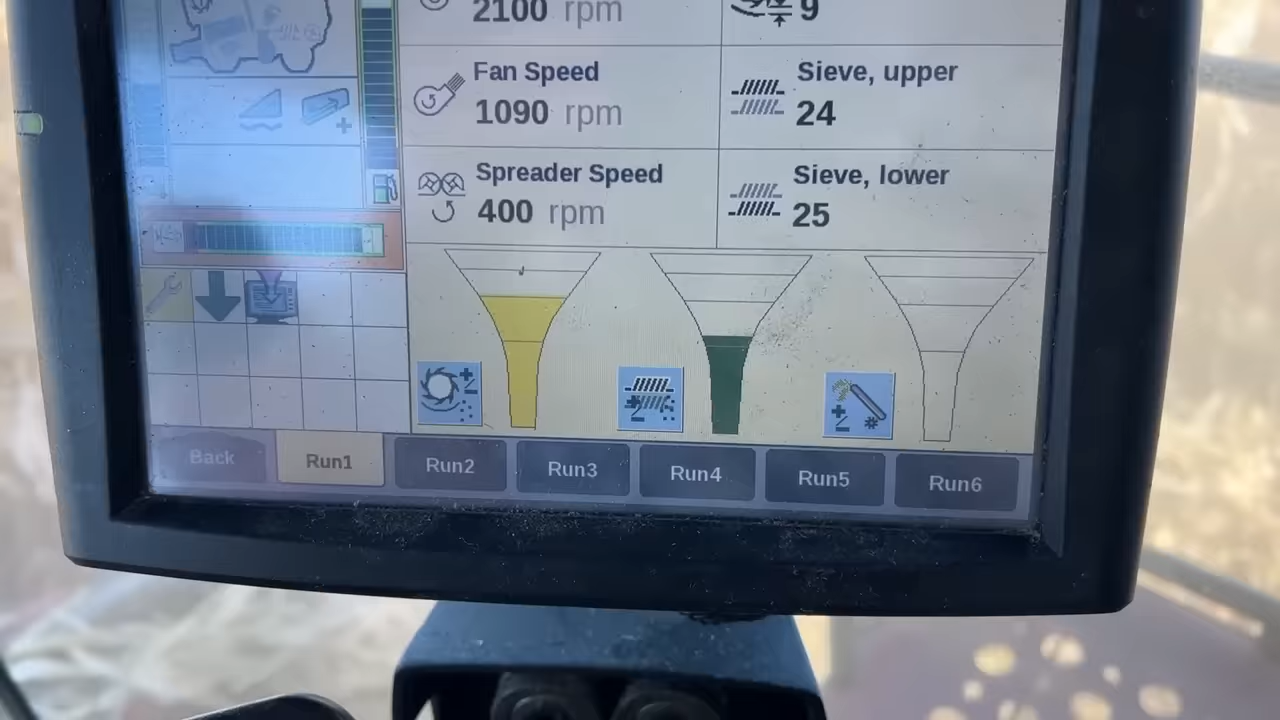 2100 rpm
9
Fan Speed
1090 rpm
Sieve, upper
24
Spreader Speed
400 rpm
Sieve, lower
25
Back
Run1
Run2
Run3
Run4
Run5
Run6